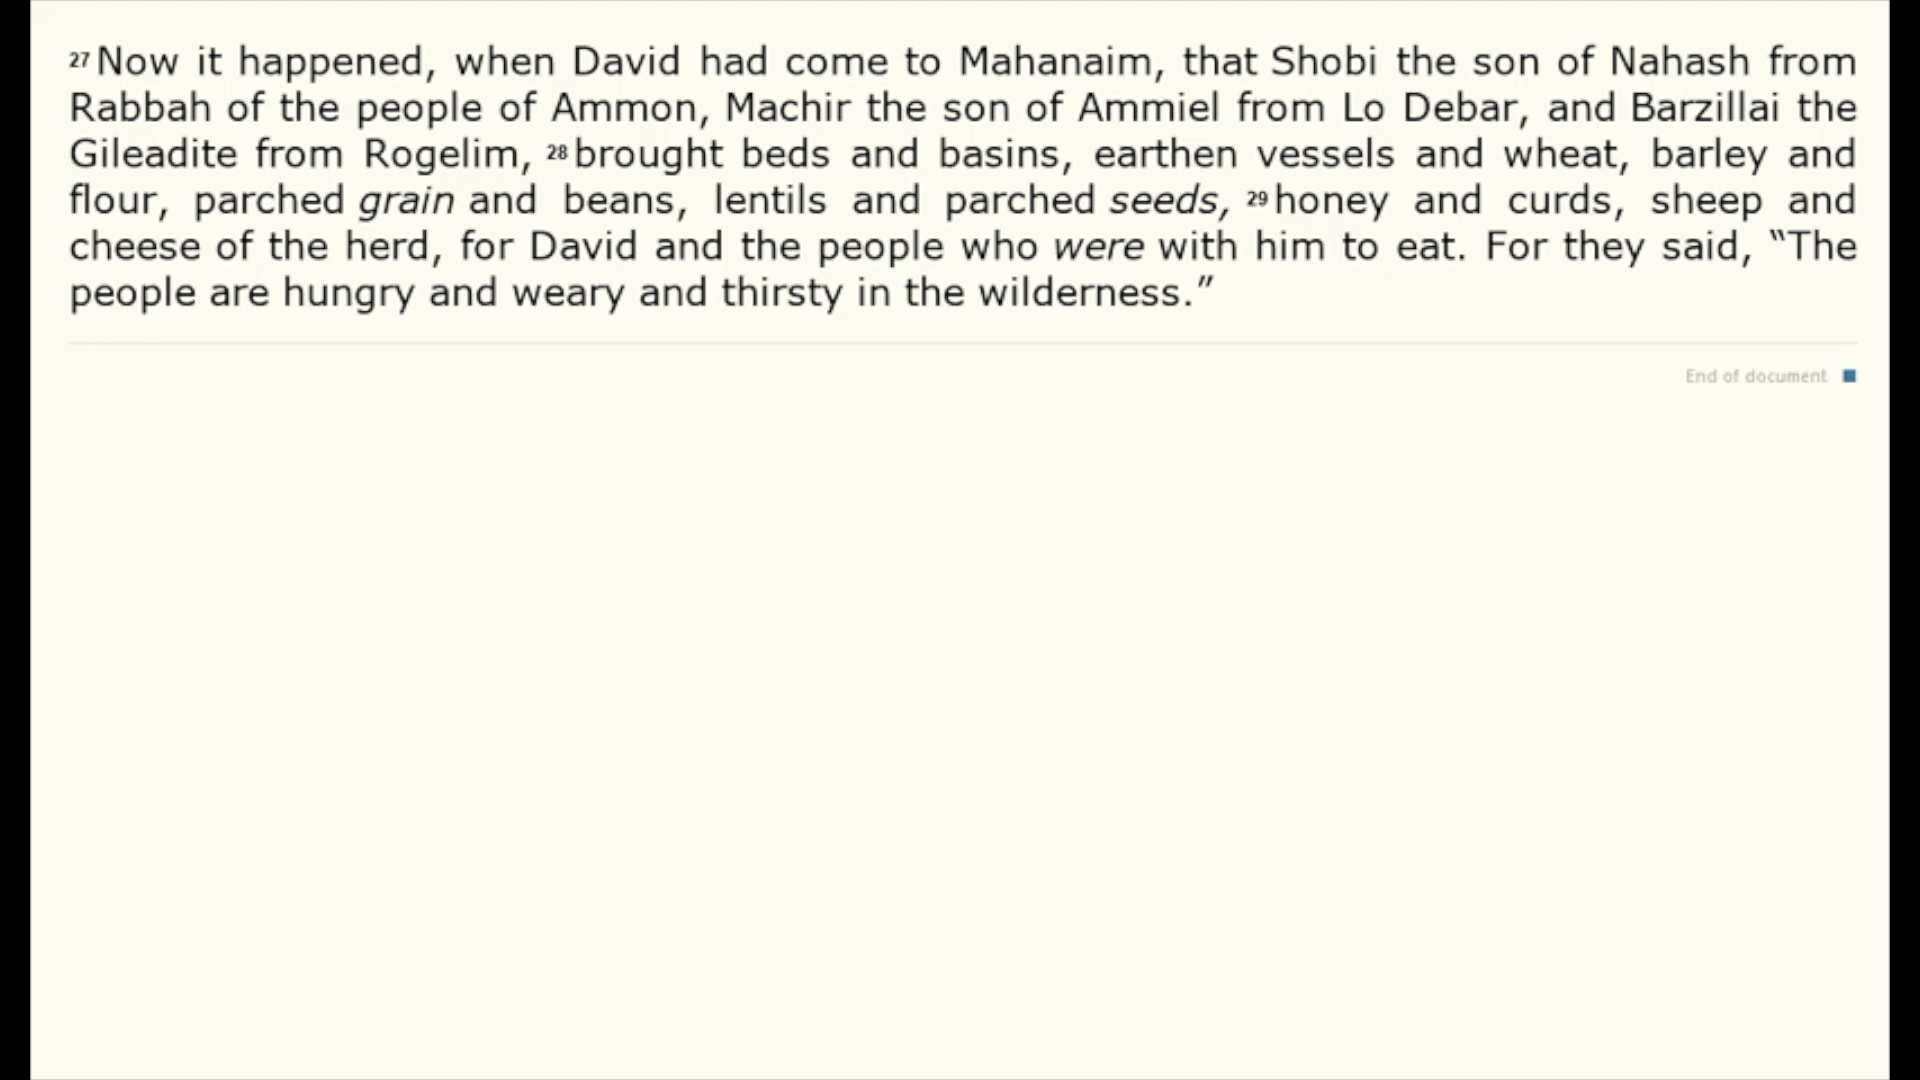 27 Now it happened, when David had come to Mahanaim, that Shobi the son of Nahash from
Rabbah of the people of Ammon, Machir the son of Ammiel from Lo Debar, and Barzillai the
Gileadite from Rogelim, 28 brought beds and basins, earthen vessels and wheat, barley and
flour, parched grain and beans, lentils and parched seeds, 29 honey and curds, sheep and
cheese of the herd, for David and the people who were with him to eat. For they said, “The
people are hungry and weary and thirsty in the wilderness.”
End of document